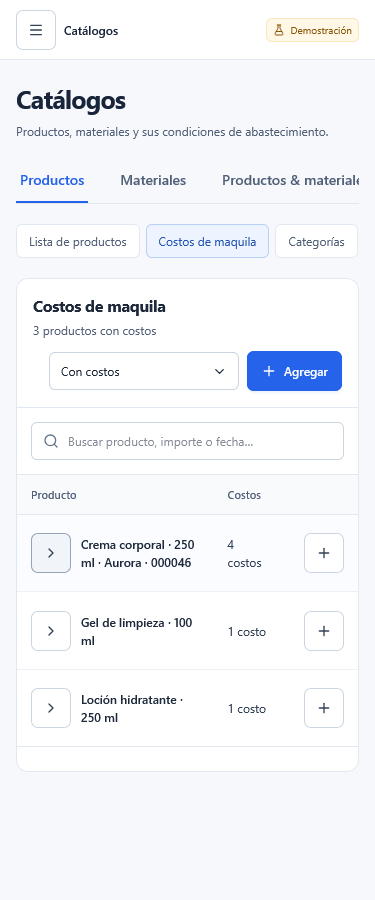 Catálogos
Demostración
Catálogos
Productos, materiales y sus condiciones de abastecimiento.
Productos
Materiales
Productos & materiale
Lista de productos
Costos de maquila
Categorías
Costos de maquila
3 productos con costos
Con costos
Agregar
Buscar producto, importe o fecha...
Producto
Costos
Crema corporal · 250
ml · Aurora · 000046
4
costos
Gel de limpieza · 100
ml
1 costo
Loción hidratante ·
250 ml
1 costo